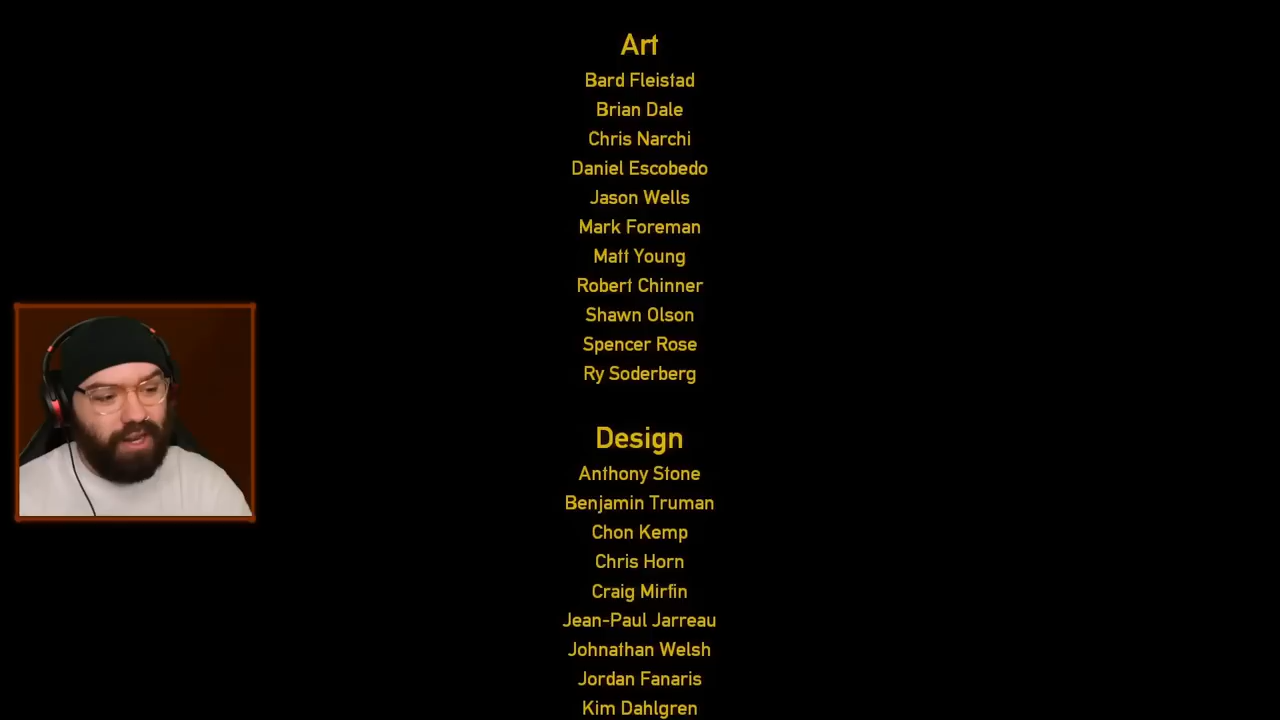 Art
Bard Fleistad
Brian Dale
Chris Narchi
Daniel Escobedo
Jason Wells
Mark Foreman
Matt Young
Robert Chinner
Shawn Olson
Spencer Rose
Ry Soderberg
Design
Anthony Stone
Benjamin Truman
Chon Kemp
Chris Horn
Craig Mirfin
Jean-Paul Jarreau
Johnathan Welsh
Jordan Fanaris
Kim Dahlgren